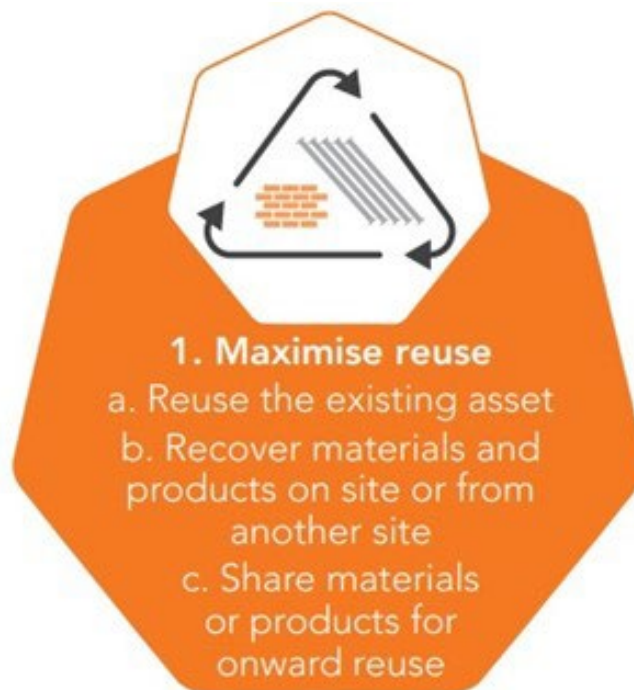 1. Maximise reuse
a. Reuse the existing asset
b. Recover materials and
products on site or from
another site
c. Share materials
or products for
onward reuse